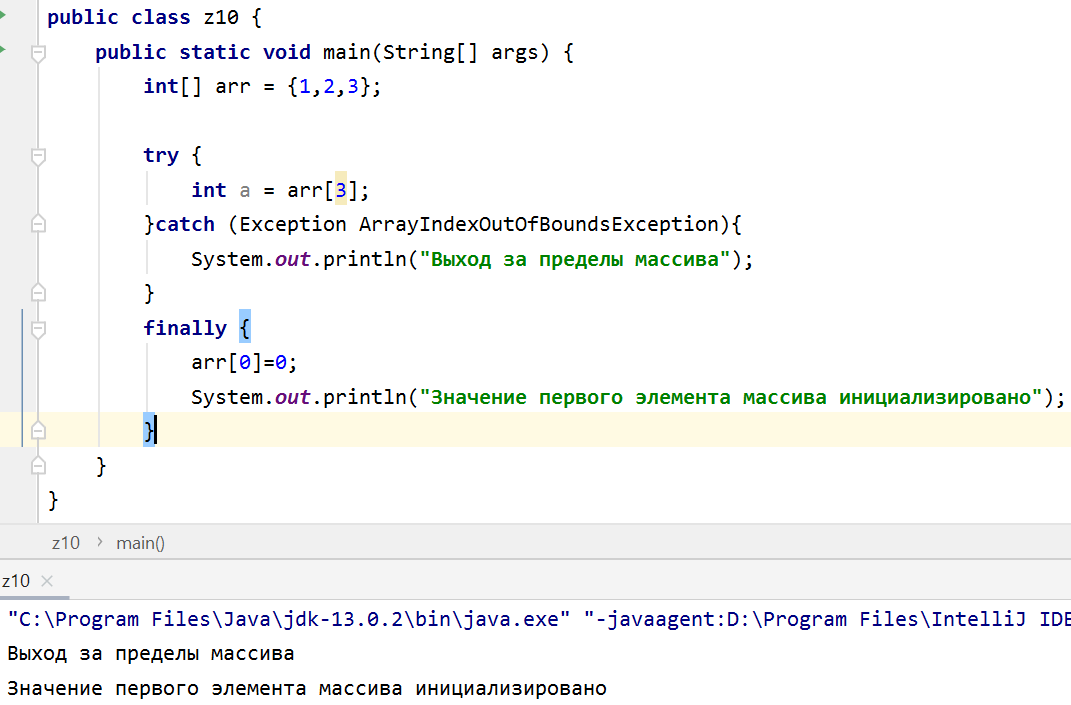 public class z10 {
    public static void main(String[] args) {
        int[] arr = {1,2,3};
        try {
            int a = arr[3];
        }catch (Exception ArrayIndexOutOfBoundsException){
            System.out.println("Выход за пределы массива");
        }
        finally {
            arr[0]=0;
            System.out.println("Значение первого элемента массива инициализировано");
        }
    }
}
z10 > main()
z10 ×
"C:\Program Files\Java\jdk-13.0.2\bin\java.exe" "-javaagent:D:\Program Files\IntelliJ IDE
Выход за пределы массива
Значение первого элемента массива инициализировано